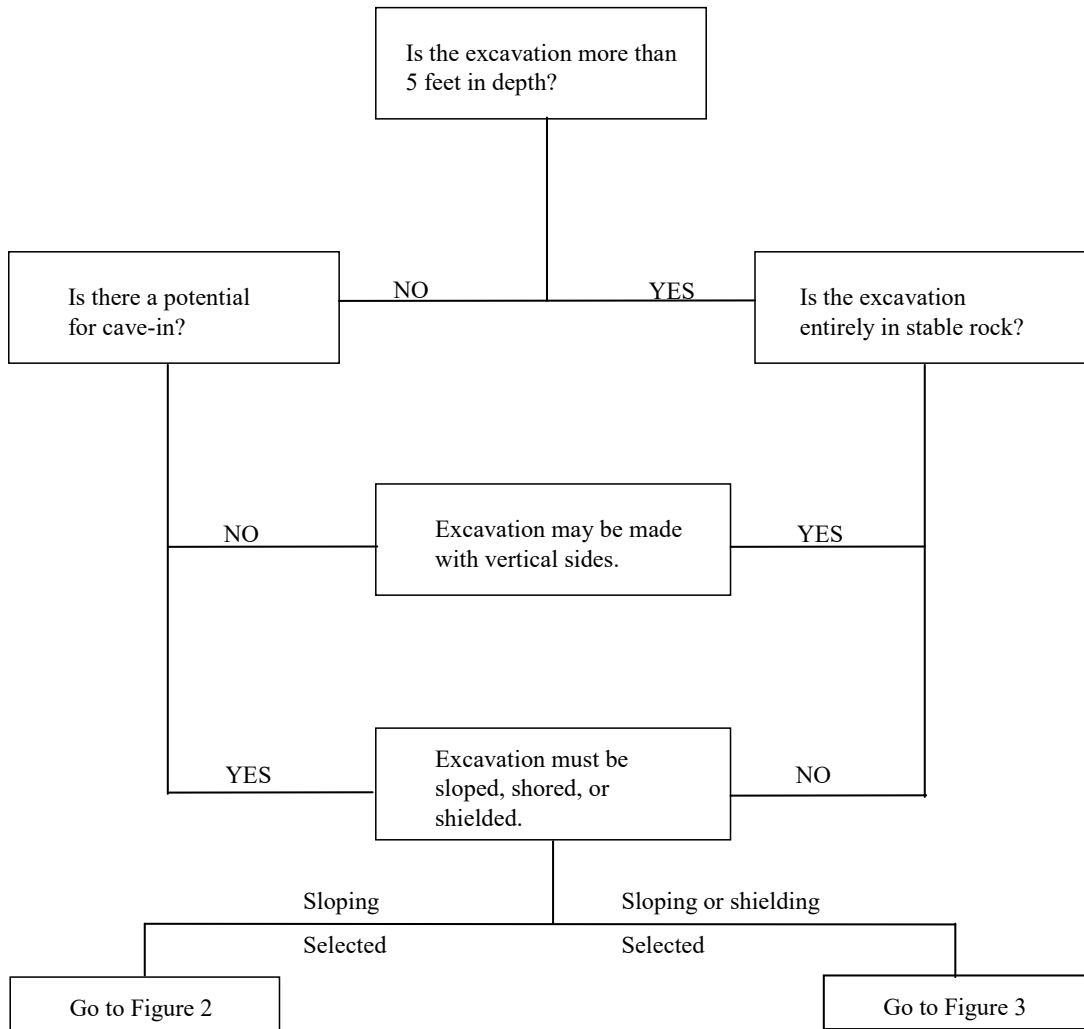 Is the excavation more than
5 feet in depth?
NO
YES
Is there a potential
for cave-in?
Is the excavation
entirely in stable rock?
NO
Excavation may be made
with vertical sides.
YES
YES
Excavation must be
sloped, shored, or
shielded.
NO
Sloping
Selected
Sloping or shielding
Selected
Go to Figure 2
Go to Figure 3